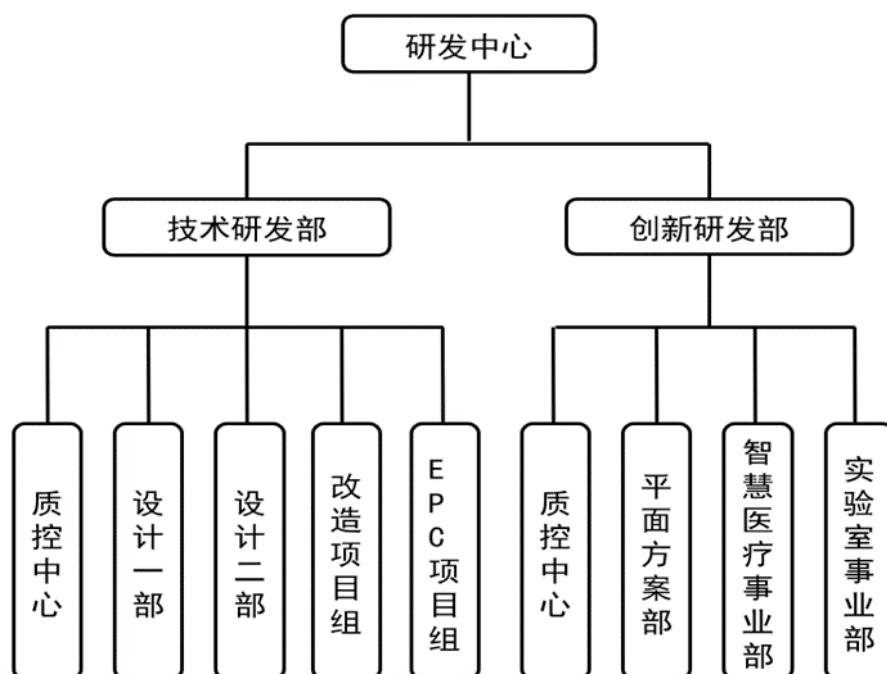 研发中心
技术研发部
创新研发部
质控中心
设计一部
设计二部
改造项目组
EPC项目组
质控中心
平面方案部
智慧医疗事业部
实验室事业部